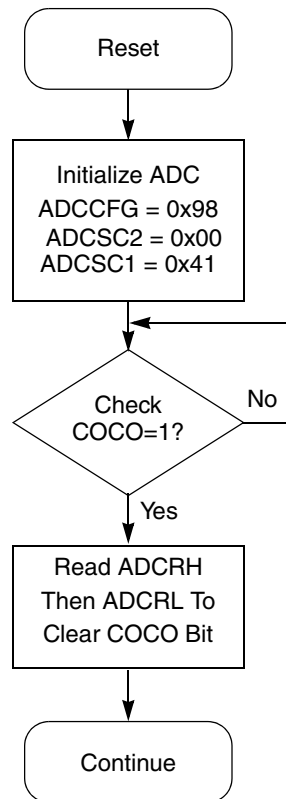 Reset
Initialize ADC
ADCCFG = 0x98
ADCSC2 = 0x00
ADCSC1 = 0x41
Check
COCO=1?
No
Yes
Read ADCRH
Then ADCRL To
Clear COCO Bit
Continue